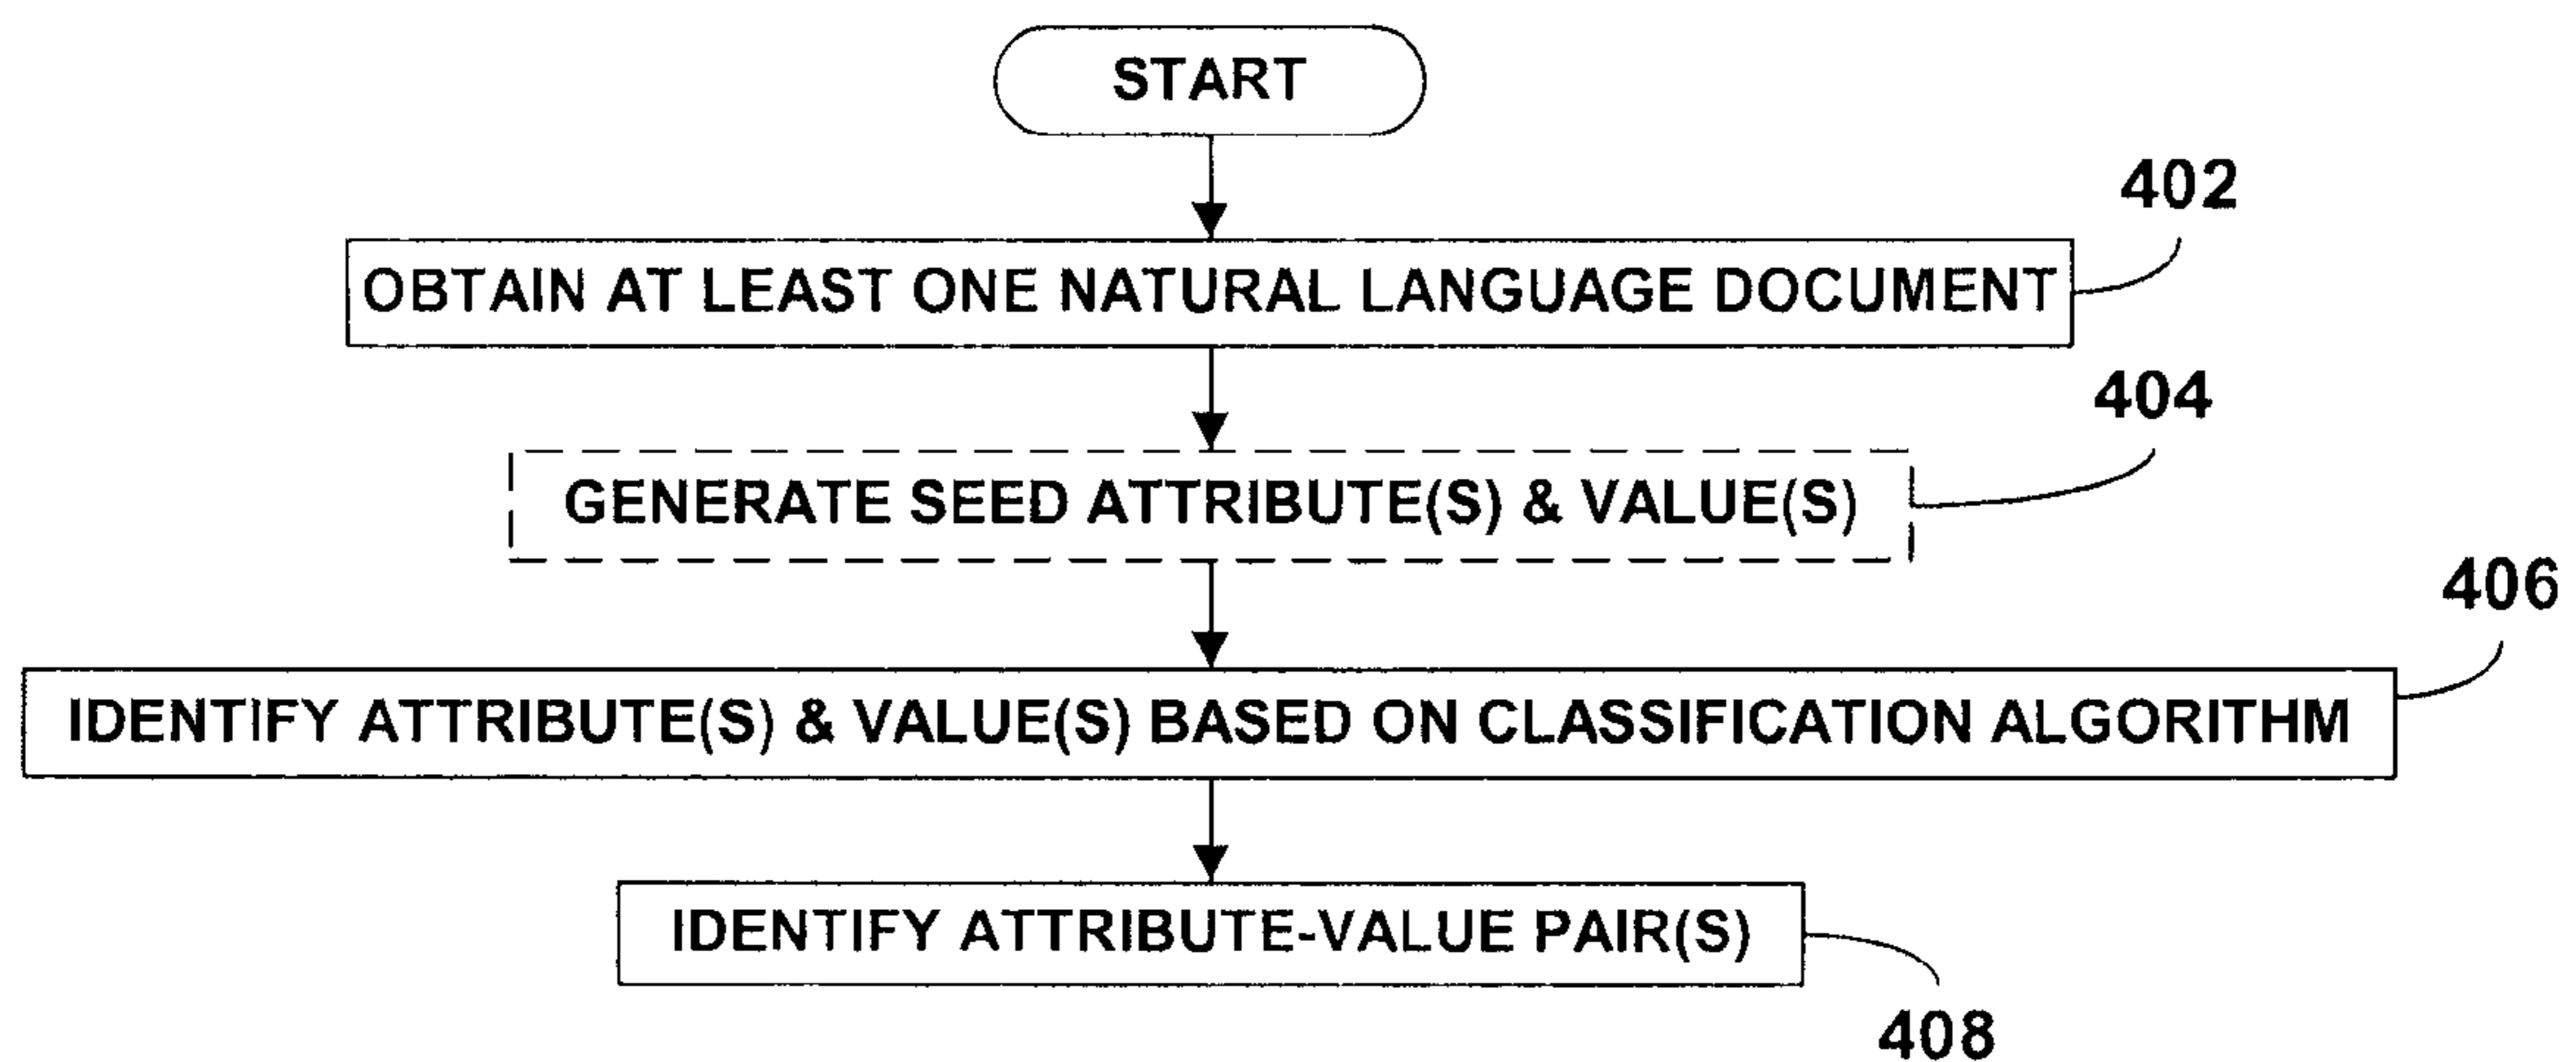 START
402
OBTAIN AT LEAST ONE NATURAL LANGUAGE DOCUMENT
404
GENERATE SEED ATTRIBUTE(S) & VALUE(S)
406
IDENTIFY ATTRIBUTE(S) & VALUE(S) BASED ON CLASSIFICATION ALGORITHM
IDENTIFY ATTRIBUTE-VALUE PAIR(S)
408